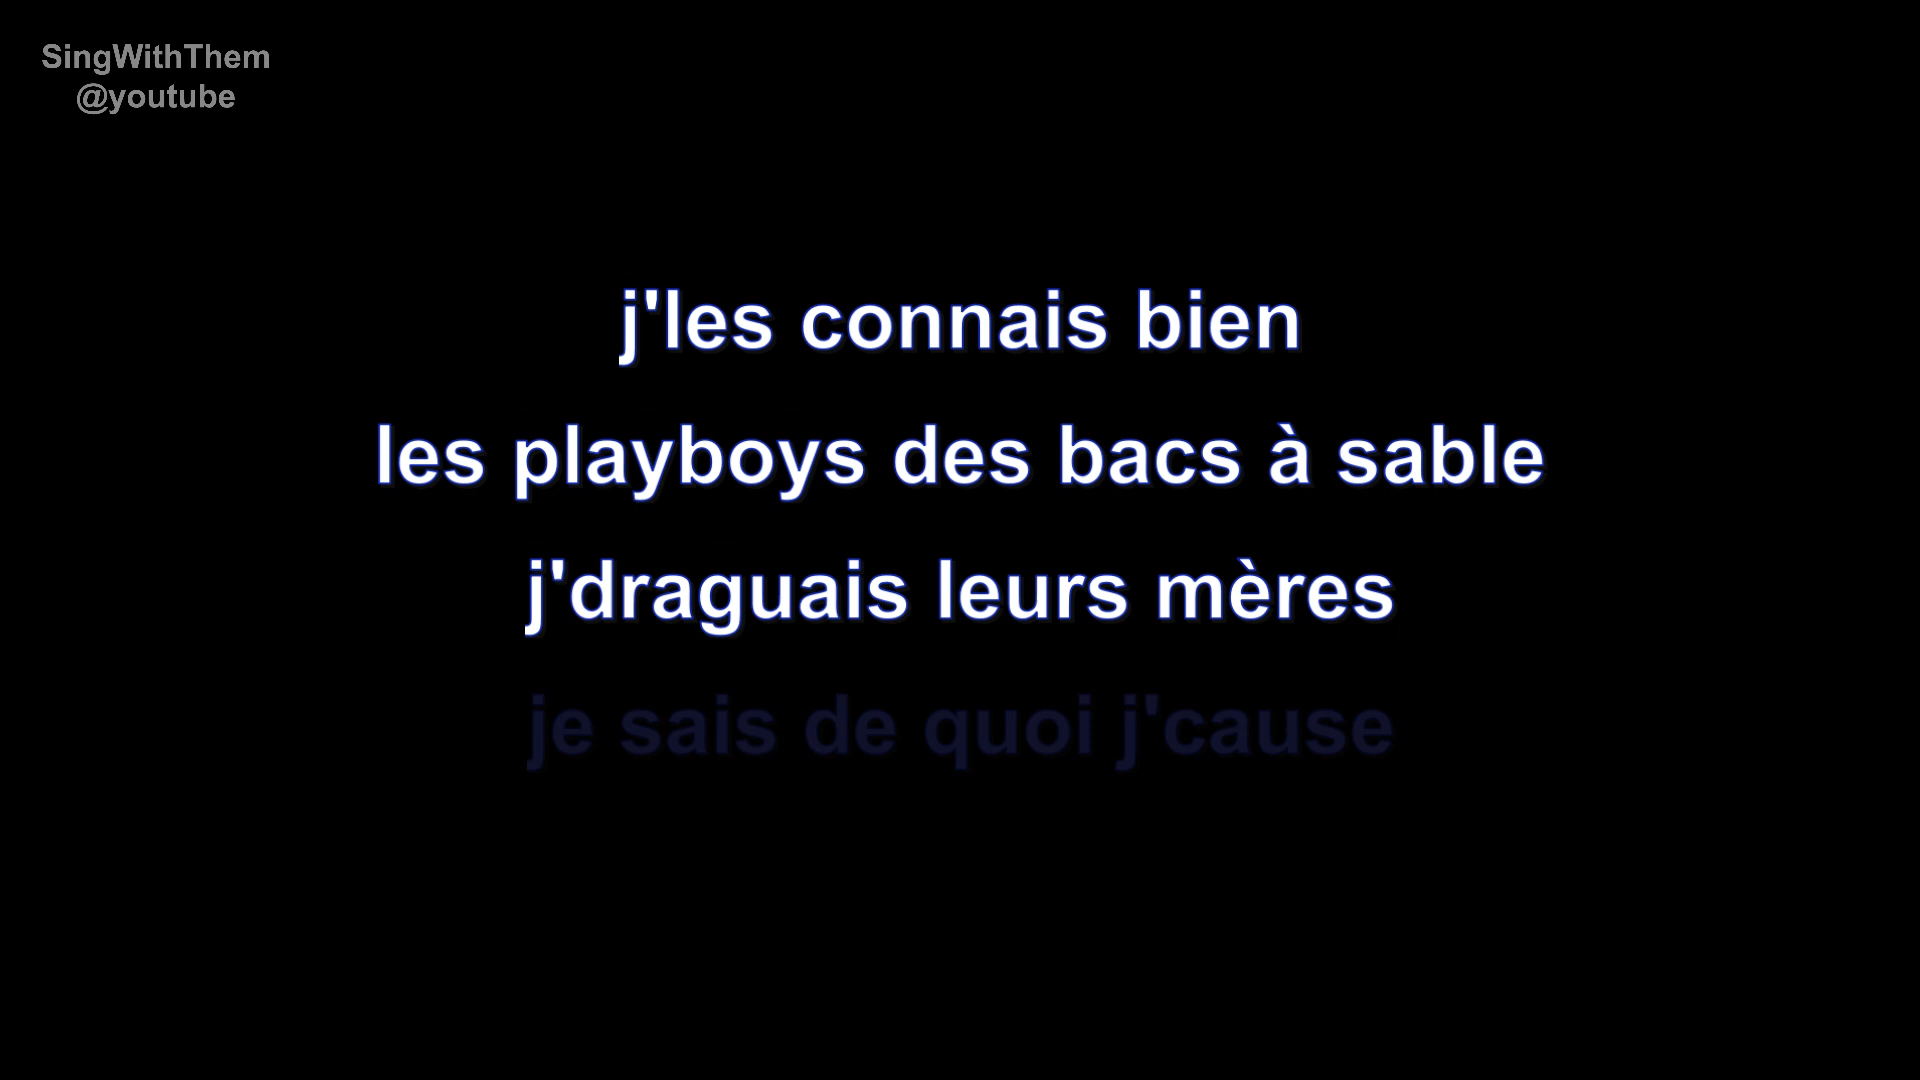 SingWithThem
@youtube
j'les connais bien
les playboys des bacs à sable
j'draguais leurs mères
je sais de quoi j'cause